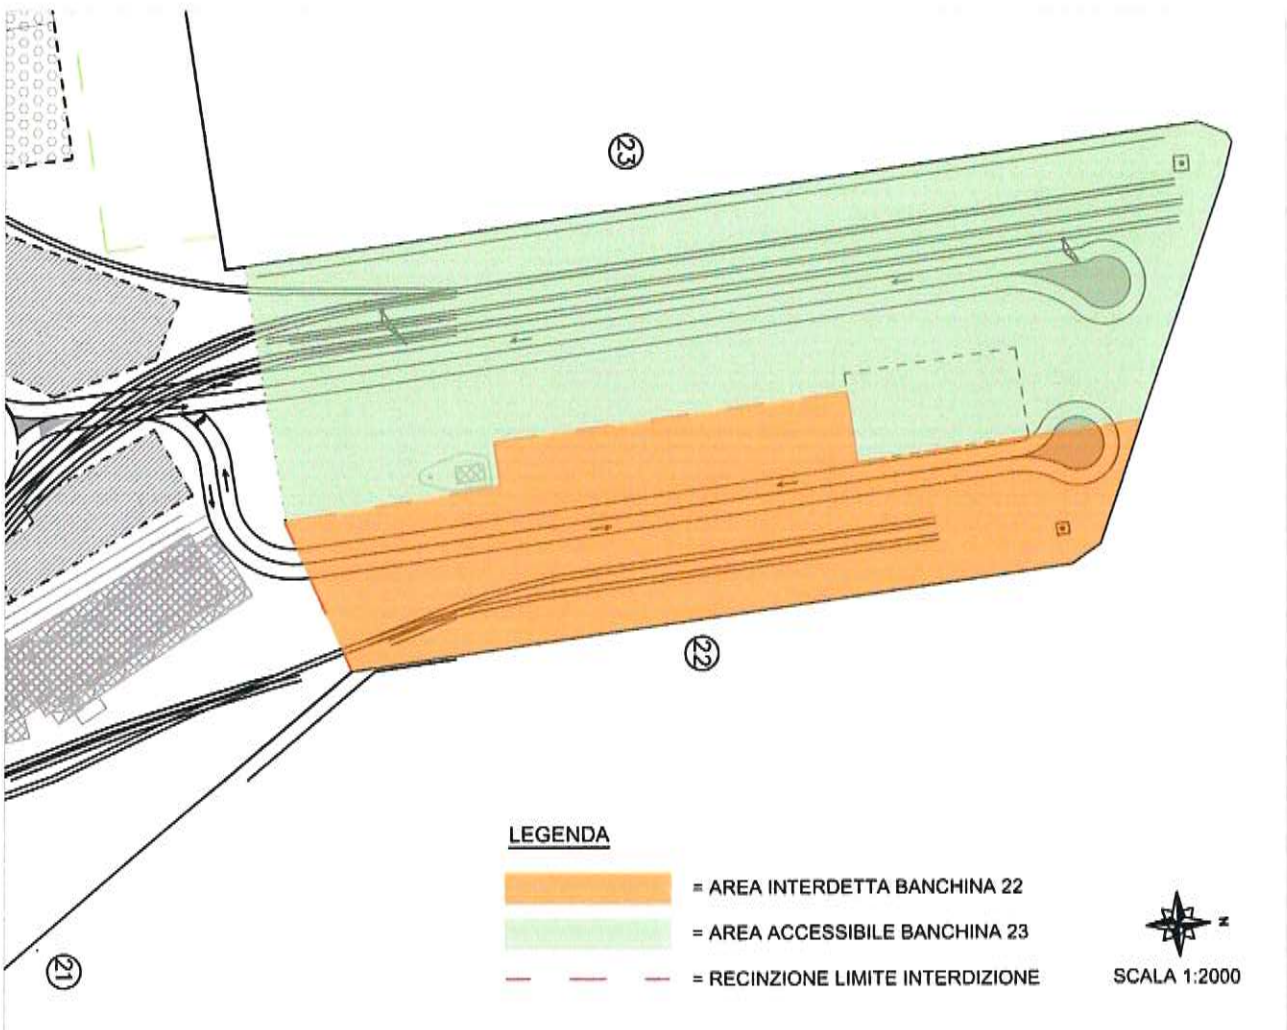 23
22
21
LEGENDA
= AREA INTERDETTA BANCHINA 22
= AREA ACCESSIBILE BANCHINA 23
= RECINZIONE LIMITE INTERDIZIONE
N
SCALA 1:2000